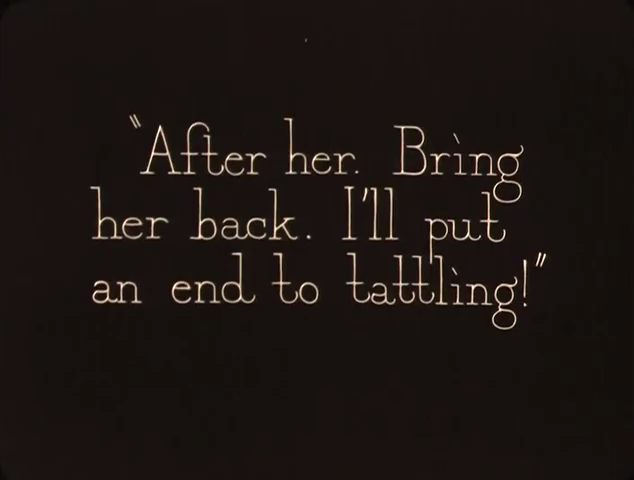 "After her. Bring
her back. I'll put
an end to tattling!"